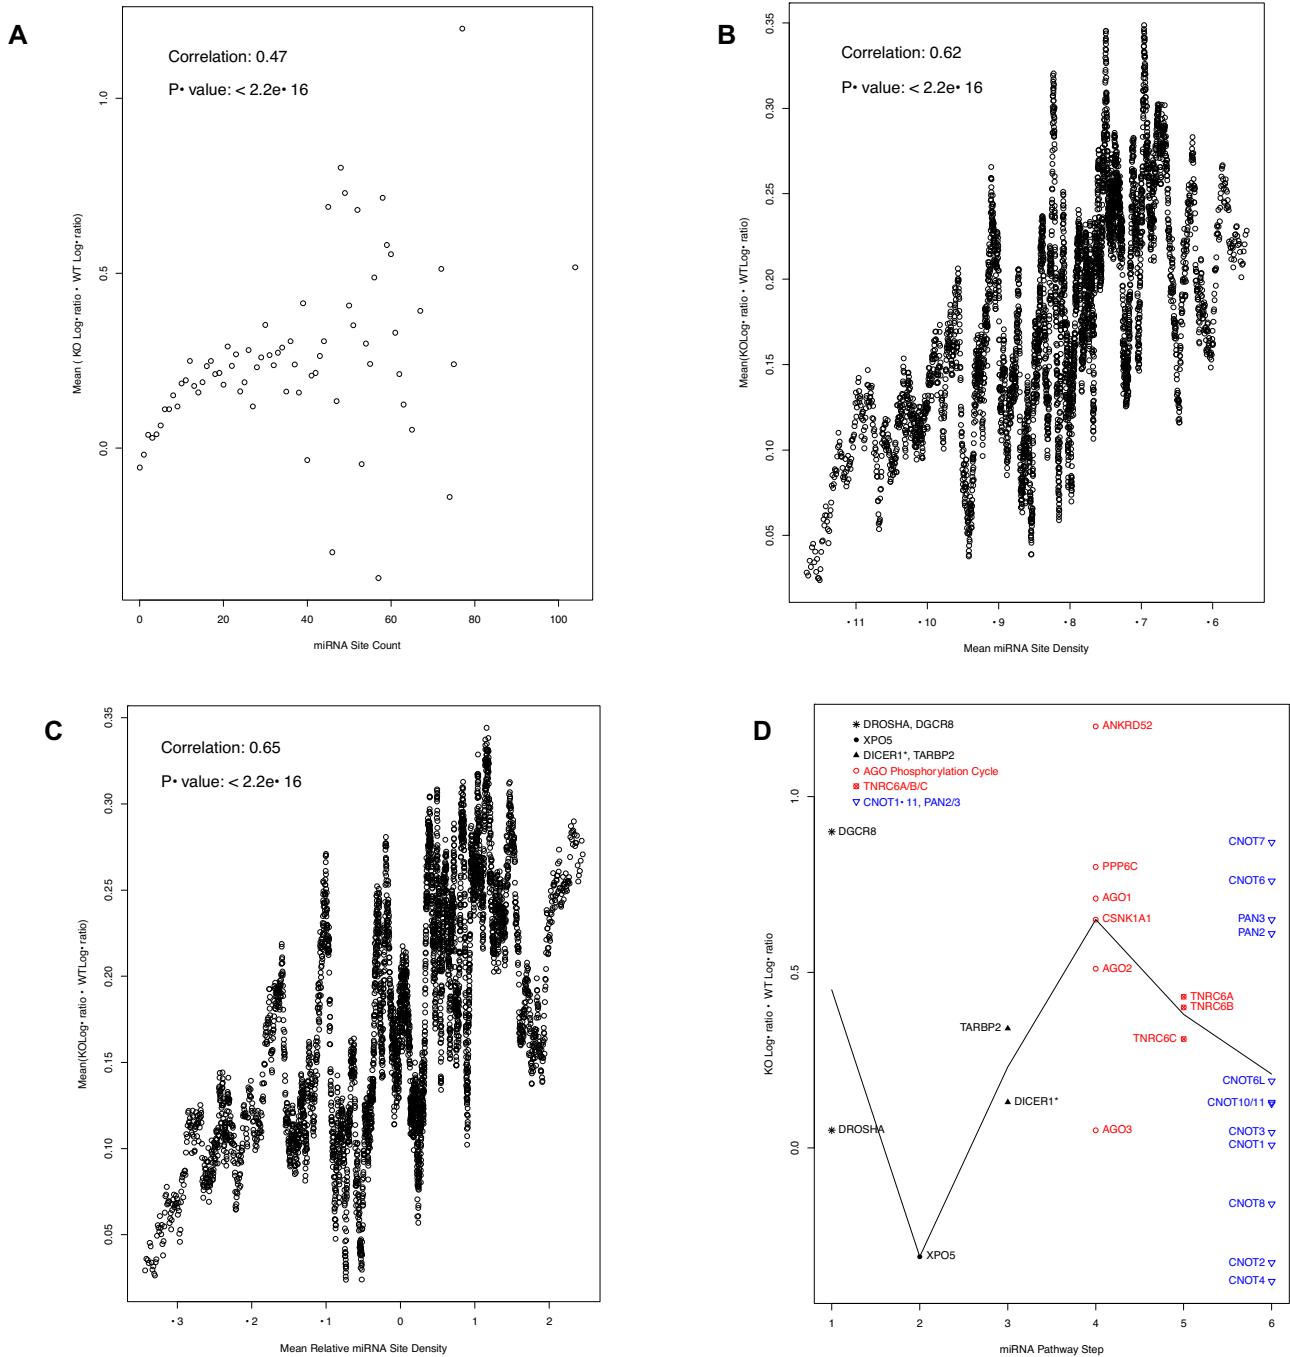 A
Correlation: 0.47
P• value: < 2.2e• 16
Mean ( KO Log• ratio • WT Log• ratio)
0.0
0.5
1.0
0
20
40
60
80
100
miRNA Site Count
B
Correlation: 0.62
P• value: < 2.2e• 16
Mean(KOLog• ratio • WTLog• ratio)
0.05
0.10
0.15
0.20
0.25
0.30
0.35
• 11
• 10
• 9
• 8
• 7
• 6
Mean miRNA Site Density
C
Correlation: 0.65
P• value: < 2.2e• 16
Mean(KOLog• ratio • WTLog• ratio)
0.05
0.10
0.15
0.20
0.25
0.30
0.35
• 3
• 2
• 1
0
1
2
Mean Relative miRNA Site Density
D
DROSHA, DGCR8
XPO5
DICER1*, TARBP2
AGO Phosphorylation Cycle
TNRC6A/B/C
CNOT1• 11, PAN2/3
KO Log• ratio • WT Log• ratio
0.0
0.5
1.0
ANKRD52
DGCR8
CNOT7
PPP6C
CNOT6
AGO1
CSNK1A1
PAN3
PAN2
AGO2
TNRC6A
TNRC6B
TARBP2
TNRC6C
CNOT6L
DICER1*
CNOT10/11
DROSHA
AGO3
CNOT3
CNOT1
CNOT8
XPO5
CNOT2
CNOT4
1
2
3
4
5
6
miRNA Pathway Step